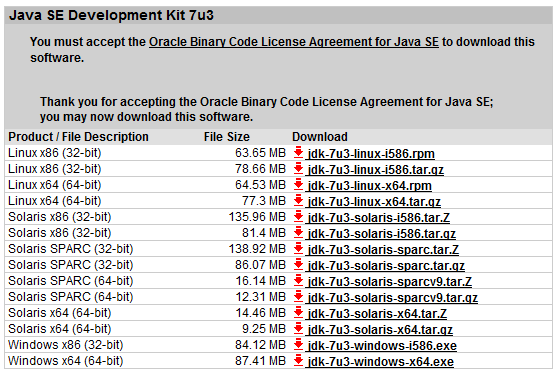 Java SE Development Kit 7u3
You must accept the Oracle Binary Code License Agreement for Java SE to download this
software.
Thank you for accepting the Oracle Binary Code License Agreement for Java SE;
you may now download this software.
Product / File Description File Size Download
Linux x86 (32-bit) 63.65 MB jdk-7u3-linux-i586.rpm
Linux x86 (32-bit) 78.66 MB jdk-7u3-linux-i586.tar.gz
Linux x64 (64-bit) 64.53 MB jdk-7u3-linux-x64.rpm
Linux x64 (64-bit) 77.3 MB jdk-7u3-linux-x64.tar.gz
Solaris x86 (32-bit) 135.96 MB jdk-7u3-solaris-i586.tar.Z
Solaris x86 (32-bit) 81.4 MB jdk-7u3-solaris-i586.tar.gz
Solaris SPARC (32-bit) 138.92 MB jdk-7u3-solaris-sparc.tar.Z
Solaris SPARC (32-bit) 86.07 MB jdk-7u3-solaris-sparc.tar.gz
Solaris SPARC (64-bit) 16.14 MB jdk-7u3-solaris-sparcv9.tar.Z
Solaris SPARC (64-bit) 12.31 MB jdk-7u3-solaris-sparcv9.tar.gz
Solaris x64 (64-bit) 14.46 MB jdk-7u3-solaris-x64.tar.Z
Solaris x64 (64-bit) 9.25 MB jdk-7u3-solaris-x64.tar.gz
Windows x86 (32-bit) 84.12 MB jdk-7u3-windows-i586.exe
Windows x64 (64-bit) 87.41 MB jdk-7u3-windows-x64.exe